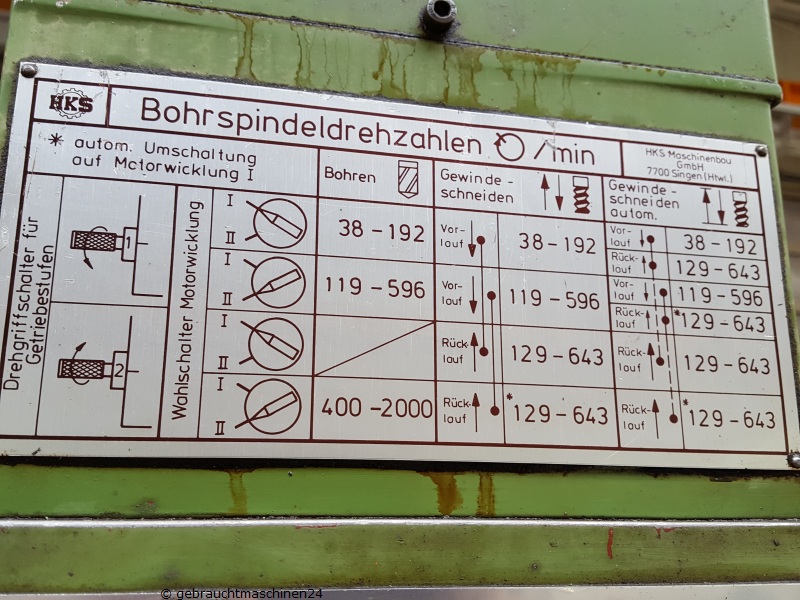 HKS
Bohrspindeldrehzahlen /min
HKS Maschinenbau
GmbH
7700 Singen (Htwl.)
* autom. Umschaltung
auf Motorwicklung I
Bohren
Gewinde-
schneiden
Gewinde-
schneiden
autom.
Drehgriffschalter für
Getriebestufen
1
2
Wahlschalter Motorwicklung
I
II
38-192
Vor-
lauf
38-192
Vor-
lauf
38-192
Rück-
lauf
129-643
I
II
119-596
Vor-
lauf
119-596
Vor-
lauf
119-596
Rück-
lauf
*129-643
I
II
Rück-
lauf
129-643
Rück-
lauf
129-643
I
II
400-2000
Rück-
lauf
*129-643
Rück-
lauf
*129-643
© gebrauchtmaschinen24